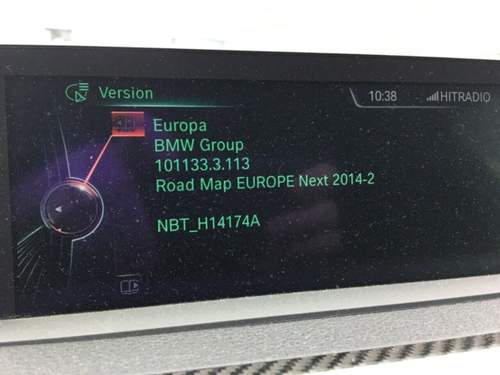 Version
10:38
HITRADIO
Europa
BMW Group
101133.3.113
Road Map EUROPE Next 2014-2
NBT_H14174A